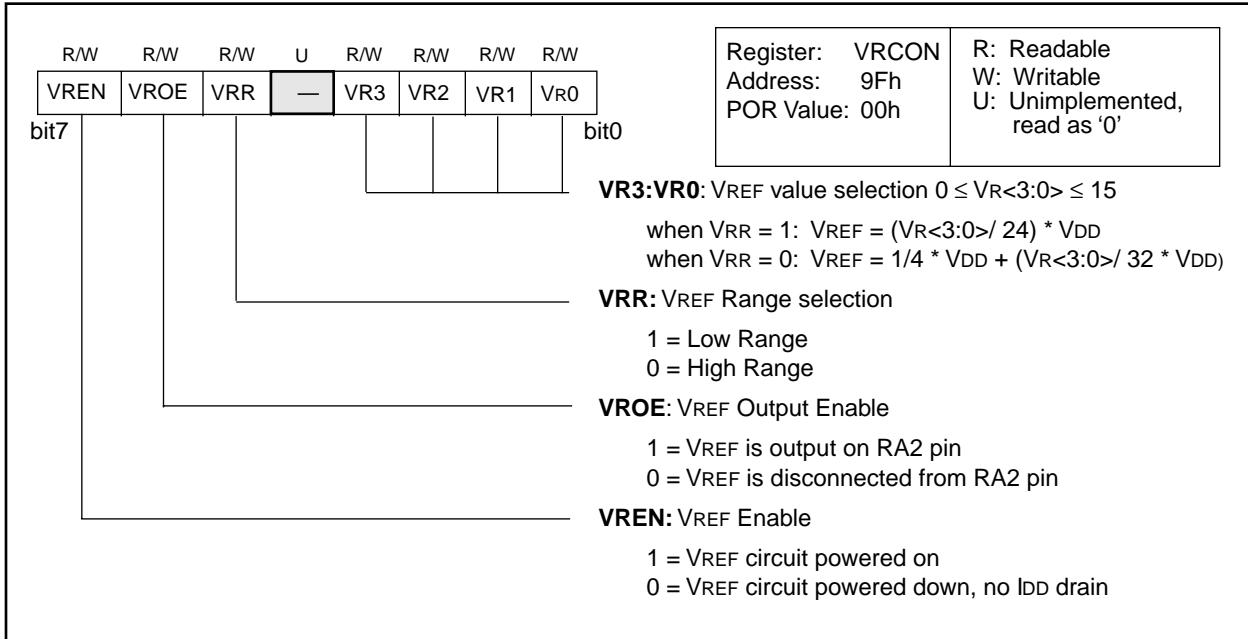 R/W R/W R/W U R/W R/W R/W R/W
VREN VROE VRR — VR3 VR2 VR1 VR0
bit7 bit0
Register: VRCON
Address: 9Fh
POR Value: 00h
R: Readable
W: Writable
U: Unimplemented,
read as ‘0’
VR3:VR0: VREF value selection 0 ≤ VR<3:0> ≤ 15
when VRR = 1: VREF = (VR<3:0>/ 24) * VDD
when VRR = 0: VREF = 1/4 * VDD + (VR<3:0>/ 32 * VDD)
VRR: VREF Range selection
1 = Low Range
0 = High Range
VROE: VREF Output Enable
1 = VREF is output on RA2 pin
0 = VREF is disconnected from RA2 pin
VREN: VREF Enable
1 = VREF circuit powered on
0 = VREF circuit powered down, no IDD drain